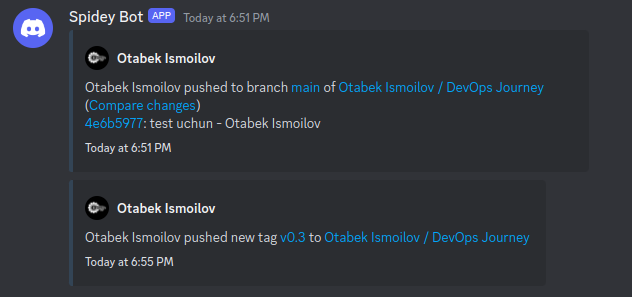 Spidey Bot APP Today at 6:51 PM
Otabek Ismoilov
Otabek Ismoilov pushed to branch main of Otabek Ismoilov / DevOps Journey
(Compare changes)
4e6b5977: test uchun - Otabek Ismoilov
Today at 6:51 PM
Otabek Ismoilov
Otabek Ismoilov pushed new tag v0.3 to Otabek Ismoilov / DevOps Journey
Today at 6:55 PM